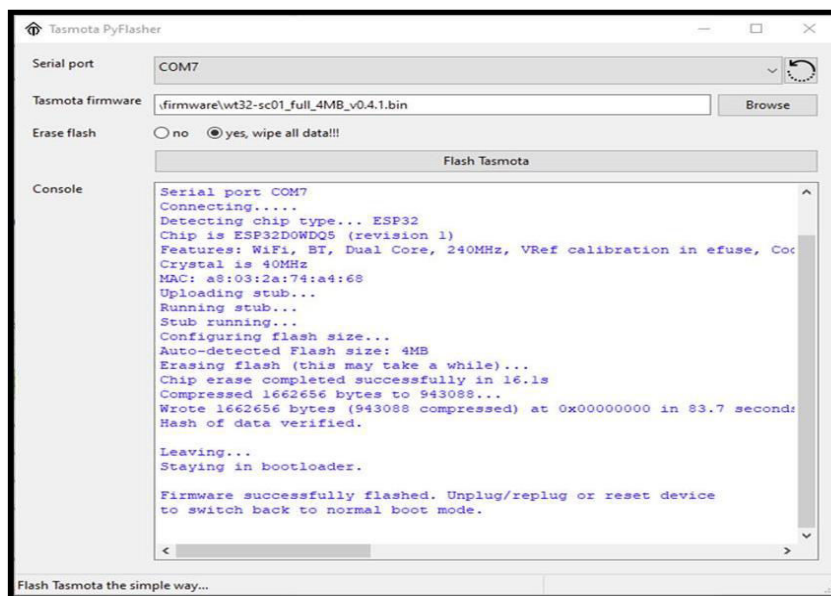 Tasmota PyFlasher
Serial port
COM7
Tasmota firmware
\firmware\wt32-sc01_full_4MB_v0.4.1.bin
Browse
Erase flash
no
yes, wipe all data!!!
Flash Tasmota
Console
Serial port COM7
Connecting.....
Detecting chip type... ESP32
Chip is ESP32D0WDQ5 (revision 1)
Features: WiFi, BT, Dual Core, 240MHz, VRef calibration in efuse, Coc
Crystal is 40MHz
MAC: a8:03:2a:74:a4:68
Uploading stub...
Running stub...
Stub running...
Configuring flash size...
Auto-detected Flash size: 4MB
Erasing flash (this may take a while)...
Chip erase completed successfully in 16.1s
Compressed 1662656 bytes to 943088...
Wrote 1662656 bytes (943088 compressed) at 0x00000000 in 83.7 seconds
Hash of data verified.
Leaving...
Staying in bootloader.
Firmware successfully flashed. Unplug/replug or reset device
to switch back to normal boot mode.
Flash Tasmota the simple way...